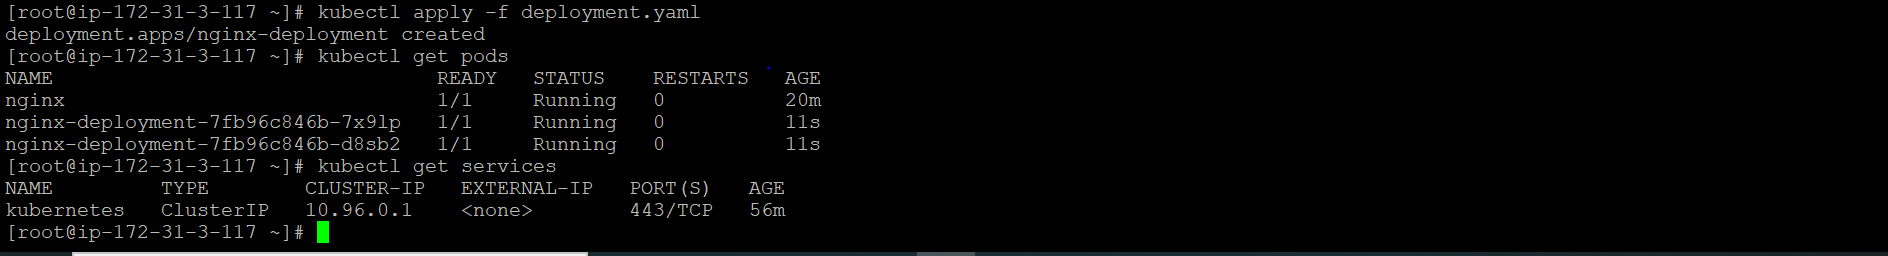 [root@ip-172-31-3-117 ~]# kubectl apply -f deployment.yaml
deployment.apps/nginx-deployment created
[root@ip-172-31-3-117 ~]# kubectl get pods
NAME                                READY   STATUS    RESTARTS   AGE
nginx                               1/1     Running   0          20m
nginx-deployment-7fb96c846b-7x9lp   1/1     Running   0          11s
nginx-deployment-7fb96c846b-d8sb2   1/1     Running   0          11s
[root@ip-172-31-3-117 ~]# kubectl get services
NAME         TYPE        CLUSTER-IP   EXTERNAL-IP   PORT(S)   AGE
kubernetes   ClusterIP   10.96.0.1    <none>        443/TCP   56m
[root@ip-172-31-3-117 ~]#